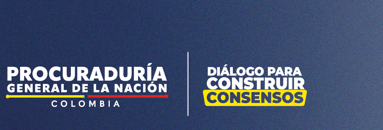 PROCURADURÍA
GENERAL DE LA NACIÓN
COLOMBIA
DIÁLOGO PARA
CONSTRUIR
CONSENSOS